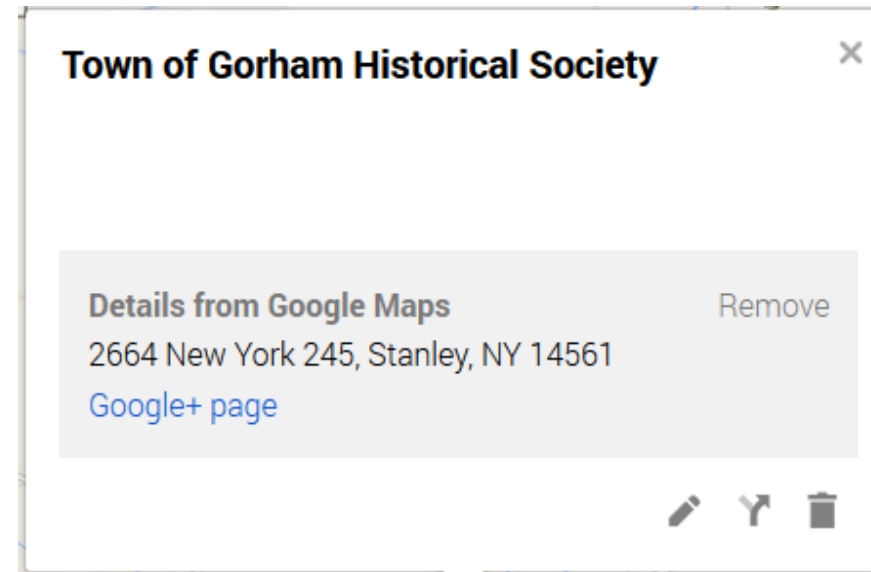 Town of Gorham Historical Society
Details from Google Maps
Remove
2664 New York 245, Stanley, NY 14561
Google+ page